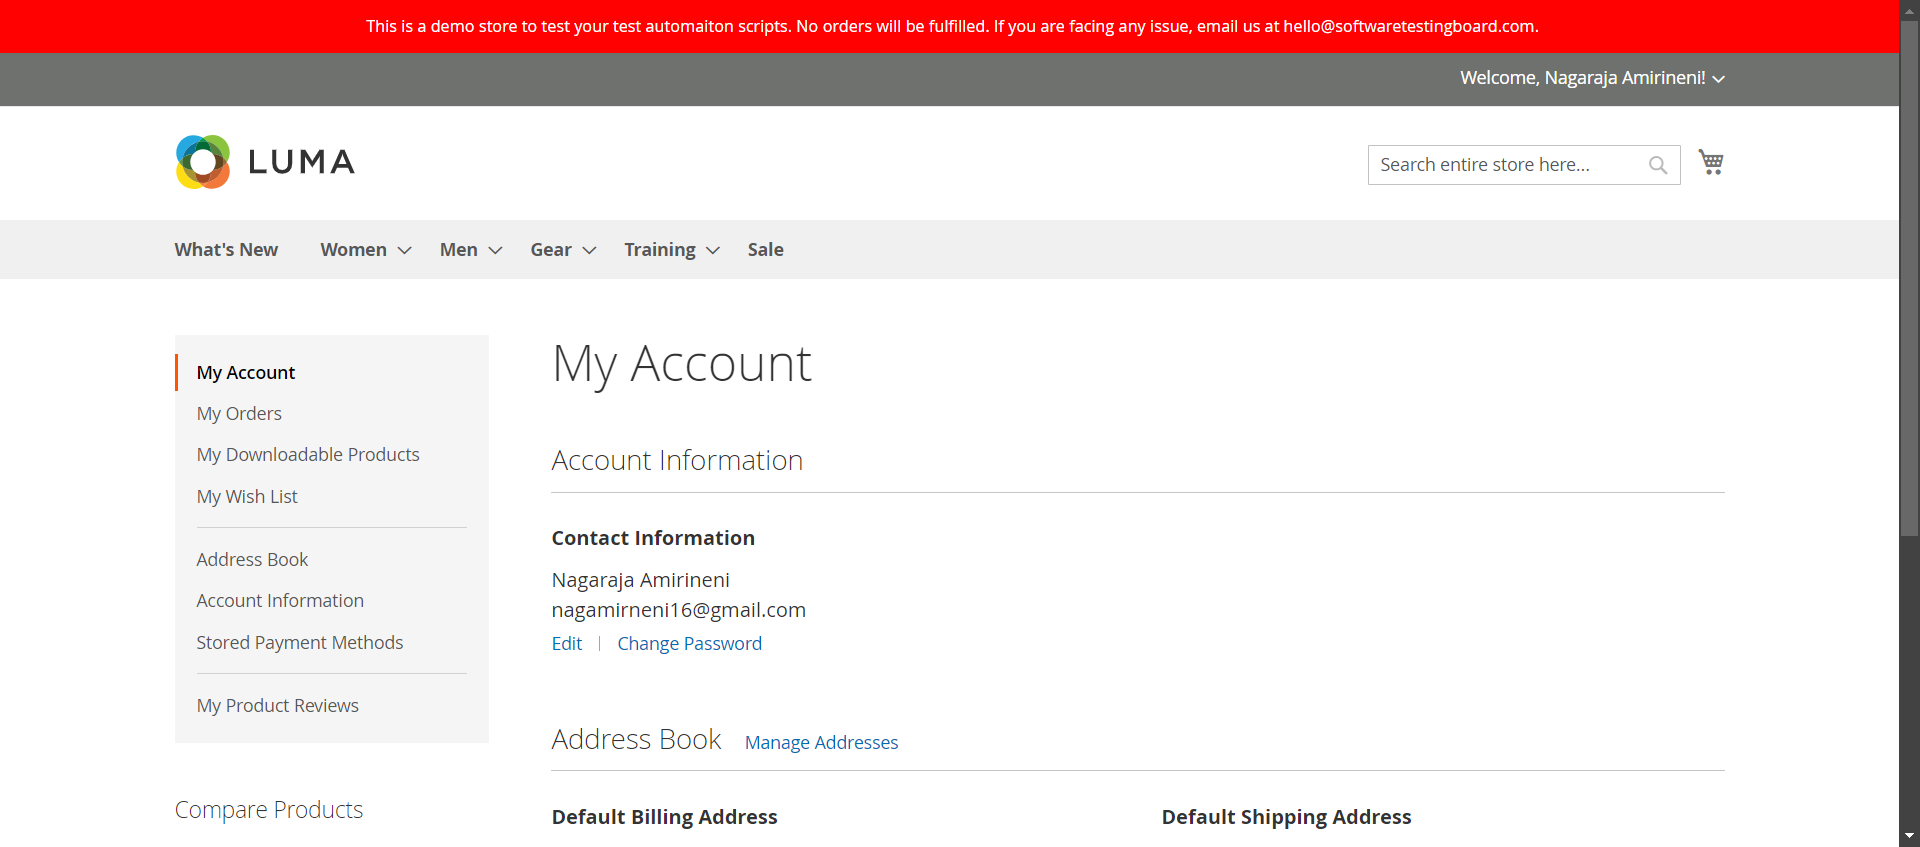 This is a demo store to test your test automaiton scripts. No orders will be fulfilled. If you are facing any issue, email us at hello@softwaretestingboard.com.
Welcome, Nagaraja Amirineni!
LUMA
Search entire store here...
What's New Women Men Gear Training Sale
My Account
My Orders
My Downloadable Products
My Wish List
Address Book
Account Information
Stored Payment Methods
My Product Reviews
Compare Products
My Account
Account Information
Contact Information
Nagaraja Amirineni
nagamirneni16@gmail.com
Edit | Change Password
Address Book Manage Addresses
Default Billing Address
Default Shipping Address